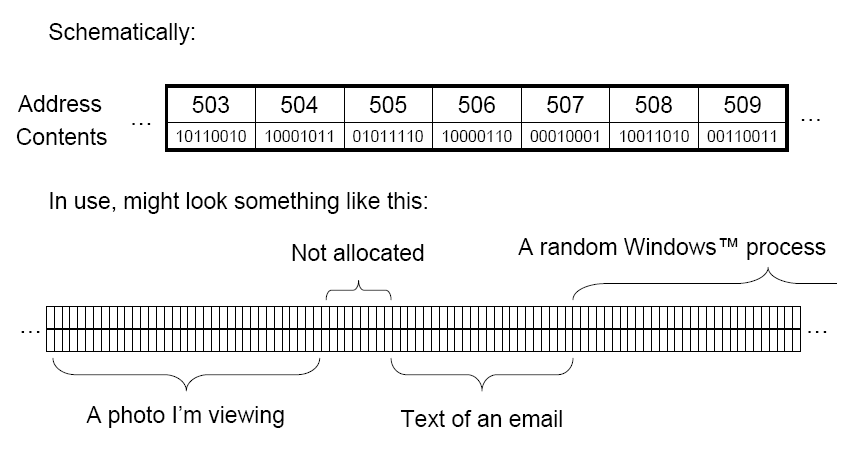 Schematically:
Address … 503 504 505 506 507 508 509 …
Contents 10110010 10001011 01011110 10000110 00010001 10011010 00110011
In use, might look something like this:
Not allocated
A random Windows™ process
… …
A photo I’m viewing
Text of an email